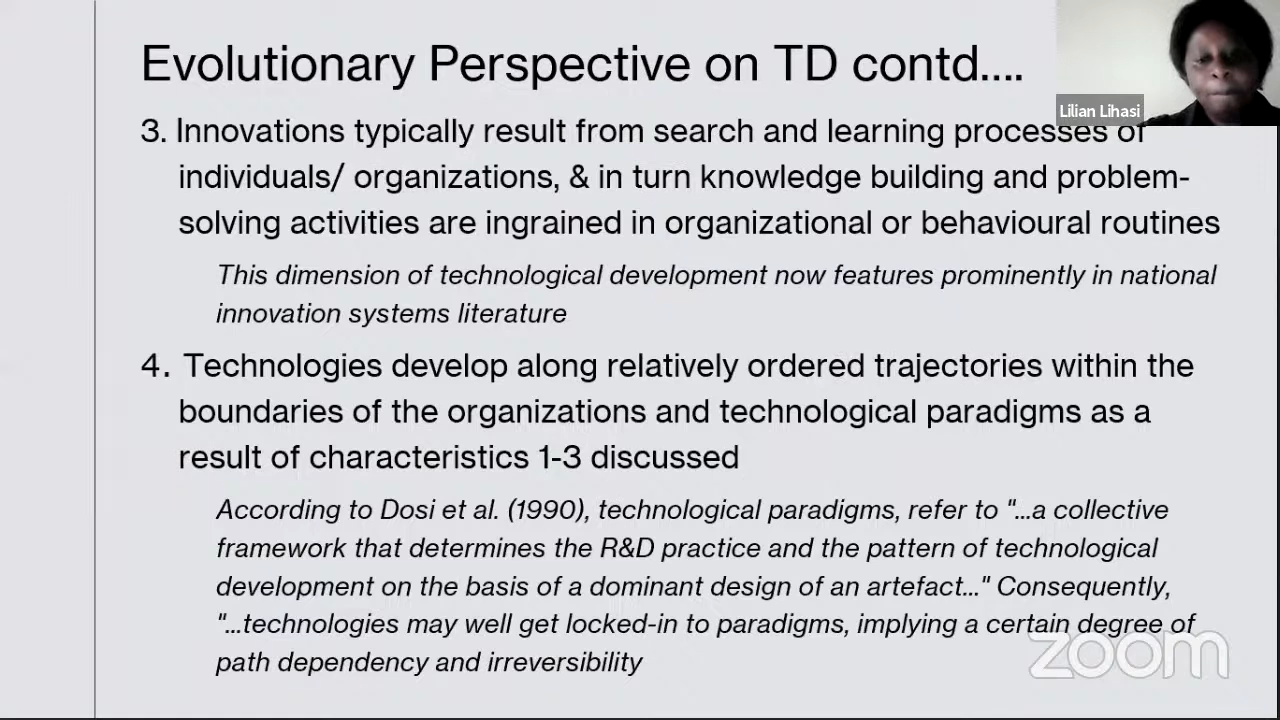 Evolutionary Perspective on TD contd....
Lilian Lihasi
3. Innovations typically result from search and learning processes of
individuals/ organizations, & in turn knowledge building and problem-
solving activities are ingrained in organizational or behavioural routines
This dimension of technological development now features prominently in national
innovation systems literature
4. Technologies develop along relatively ordered trajectories within the
boundaries of the organizations and technological paradigms as a
result of characteristics 1-3 discussed
According to Dosi et al. (1990), technological paradigms, refer to "...a collective
framework that determines the R&D practice and the pattern of technological
development on the basis of a dominant design of an artefact..." Consequently,
"...technologies may well get locked-in to paradigms, implying a certain degree of
path dependency and irreversibility
zoom